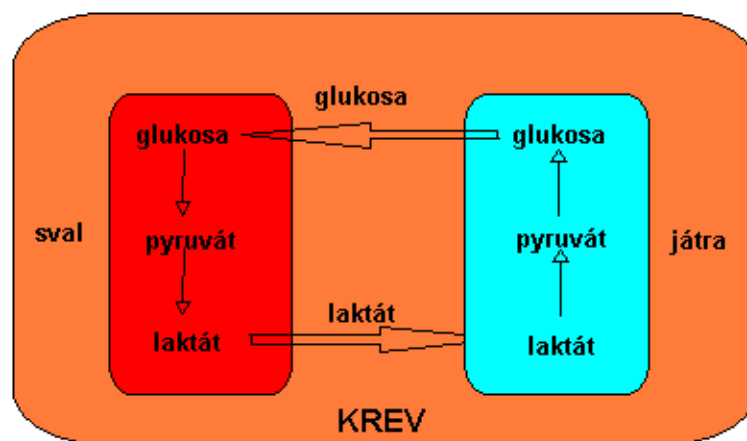 glukosa
glukosa
glukosa
sval
pyruvát
pyruvát
játra
laktát
laktát
laktát
KREV